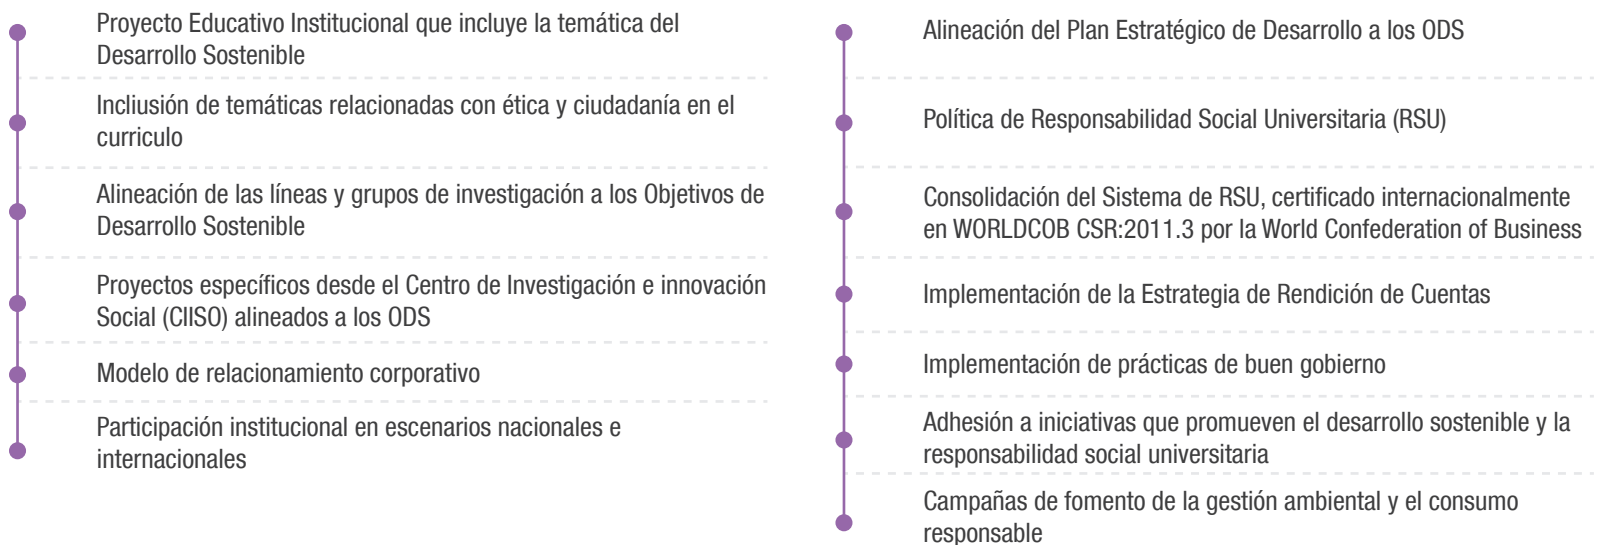 Proyecto Educativo Institucional que incluye la temática del
Desarrollo Sostenible
Incliusión de temáticas relacionadas con ética y ciudadanía en el
curriculo
Alineación de las líneas y grupos de investigación a los Objetivos de
Desarrollo Sostenible
Proyectos específicos desde el Centro de Investigación e innovación
Social (CIISO) alineados a los ODS
Modelo de relacionamiento corporativo
Participación institucional en escenarios nacionales e
internacionales
Alineación del Plan Estratégico de Desarrollo a los ODS
Política de Responsabilidad Social Universitaria (RSU)
Consolidación del Sistema de RSU, certificado internacionalmente
en WORLDCOB CSR:2011.3 por la World Confederation of Business
Implementación de la Estrategia de Rendición de Cuentas
Implementación de prácticas de buen gobierno
Adhesión a iniciativas que promueven el desarrollo sostenible y la
responsabilidad social universitaria
Campañas de fomento de la gestión ambiental y el consumo
responsable